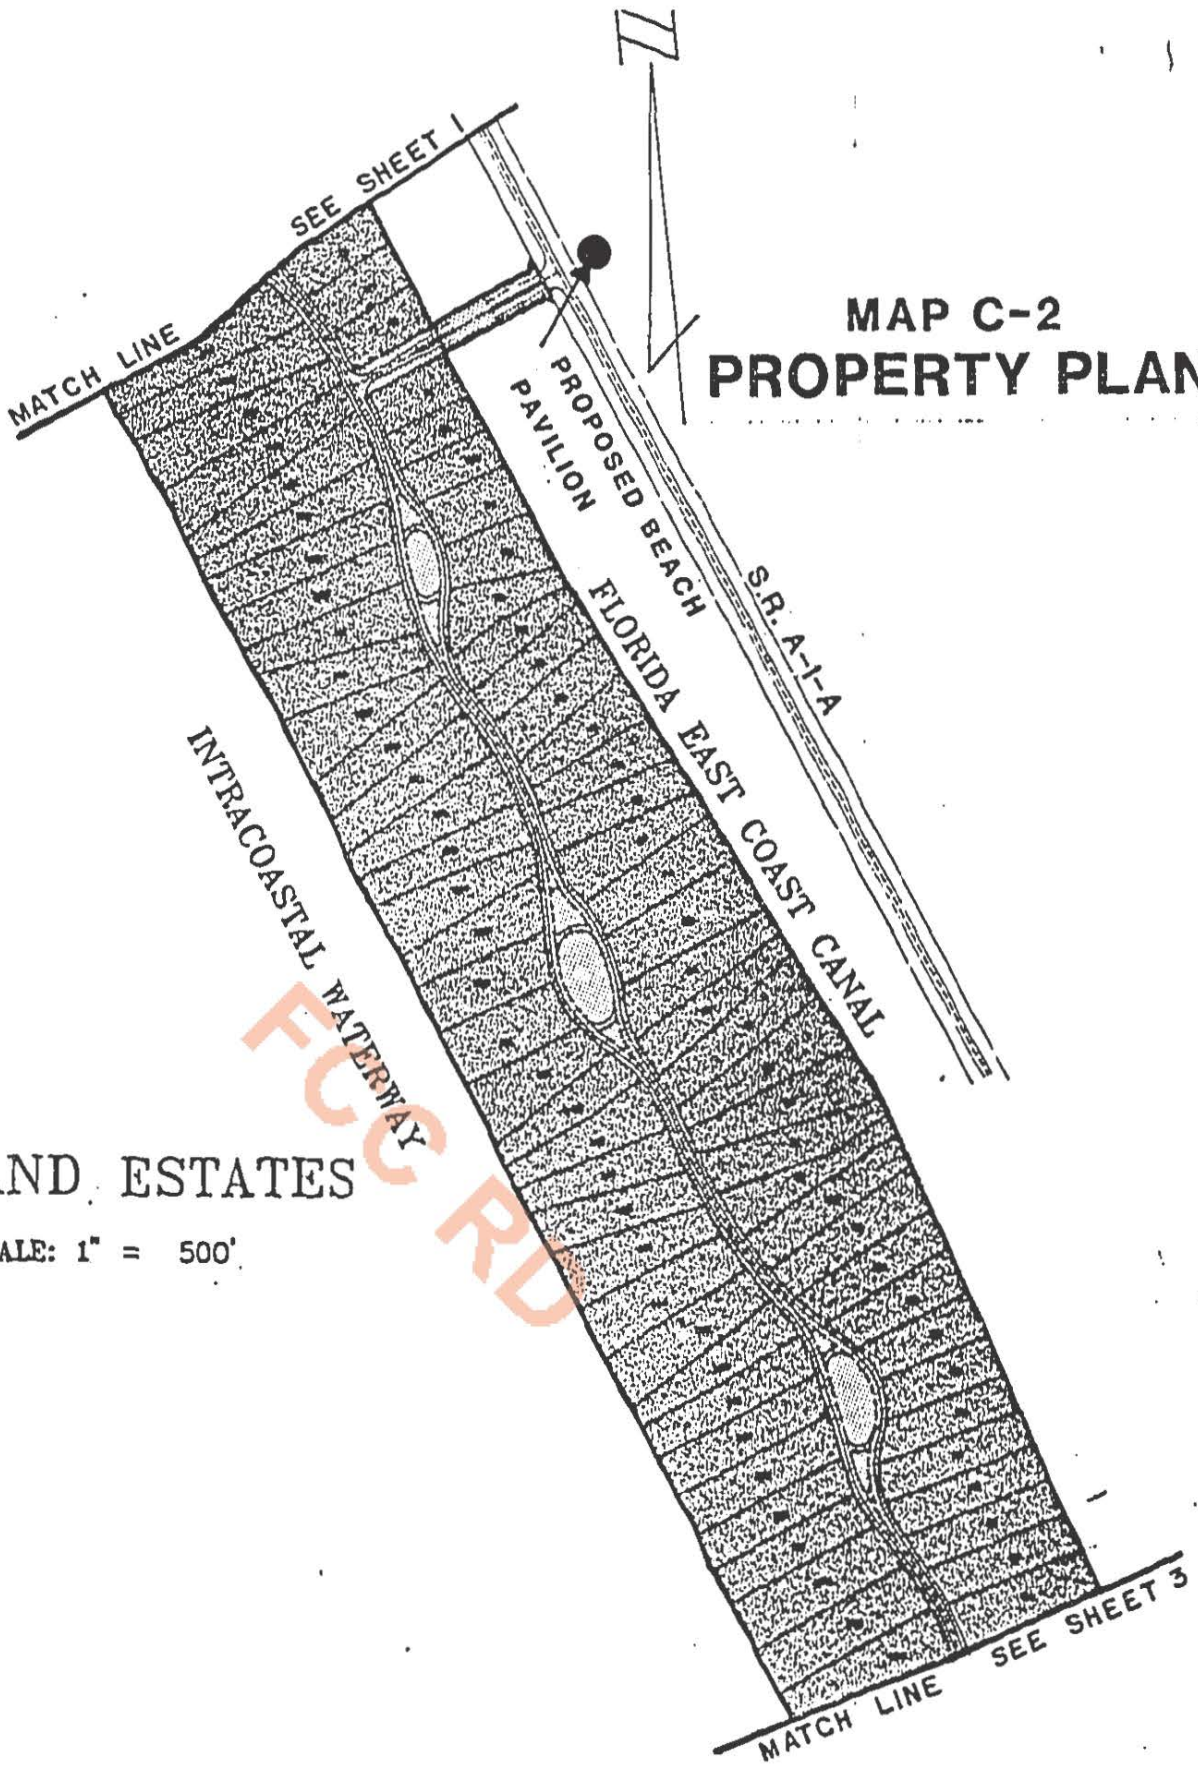 SEE SHEET 1
MATCH LINE
MAP C-2
PROPERTY PLAN
PROPOSED BEACH
PAVILION
S.R. A-1-A
FLORIDA EAST COAST CANAL
INTRACOASTAL WATERWAY
FCC RD
AND ESTATES
ALE: 1" = 500'
MATCH LINE SEE SHEET 3